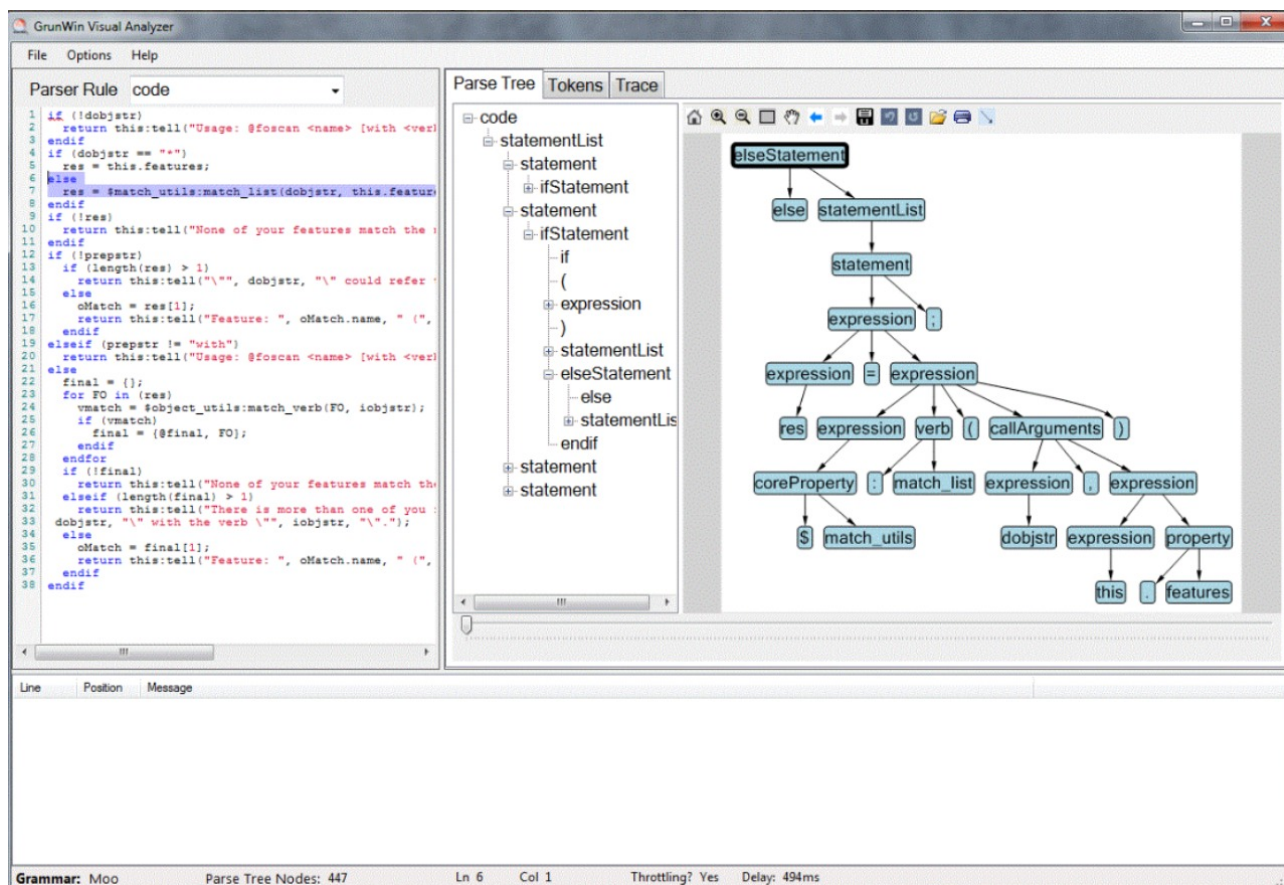 GrunWin Visual Analyzer
File Options Help
Parser Rule code
1 if (!dobjstr)
2 return this:tell("Usage: @foscan <name> [with <verb
3 endif
4 if (dobjstr == "*")
5 res = this.features;
6 else
7 res = $match_utils:match_list(dobjstr, this.feature
8 endif
9 if (!res)
10 return this:tell("None of your features match the
11 endif
12 if (!prepstr)
13 if (length(res) > 1)
14 return this:tell("\"", dobjstr, "\" could refer
15 else
16 oMatch = res[1];
17 return this:tell("Feature: ", oMatch.name, " (",
18 endif
19 elseif (prepstr != "with")
20 return this:tell("Usage: @foscan <name> [with <verb
21 else
22 final = {};
23 for FO in (res)
24 vmatch = $object_utils:match_verb(FO, iobjstr);
25 if (vmatch)
26 final = {@final, FO};
27 endif
28 endfor
29 if (!final)
30 return this:tell("None of your features match the
31 elseif (length(final) > 1)
32 return this:tell("There is more than one of you
33 dobjstr, "\" with the verb \"", iobjstr, "\".");
34 else
35 oMatch = final[1];
36 return this:tell("Feature: ", oMatch.name, " (",
37 endif
38 endif
Parse Tree Tokens Trace
code
statementList
statement
ifStatement
statement
ifStatement
if
(
expression
)
statementList
elseStatement
else
statementLis
endif
statement
statement
elseStatement
else statementList
statement
expression ;
expression = expression
res expression verb ( callArguments )
coreProperty : match_list expression , expression
$ match_utils dobjstr expression property
this . features
Line Position Message
Grammar: Moo Parse Tree Nodes: 447 Ln 6 Col 1 Throttling? Yes Delay: 494ms